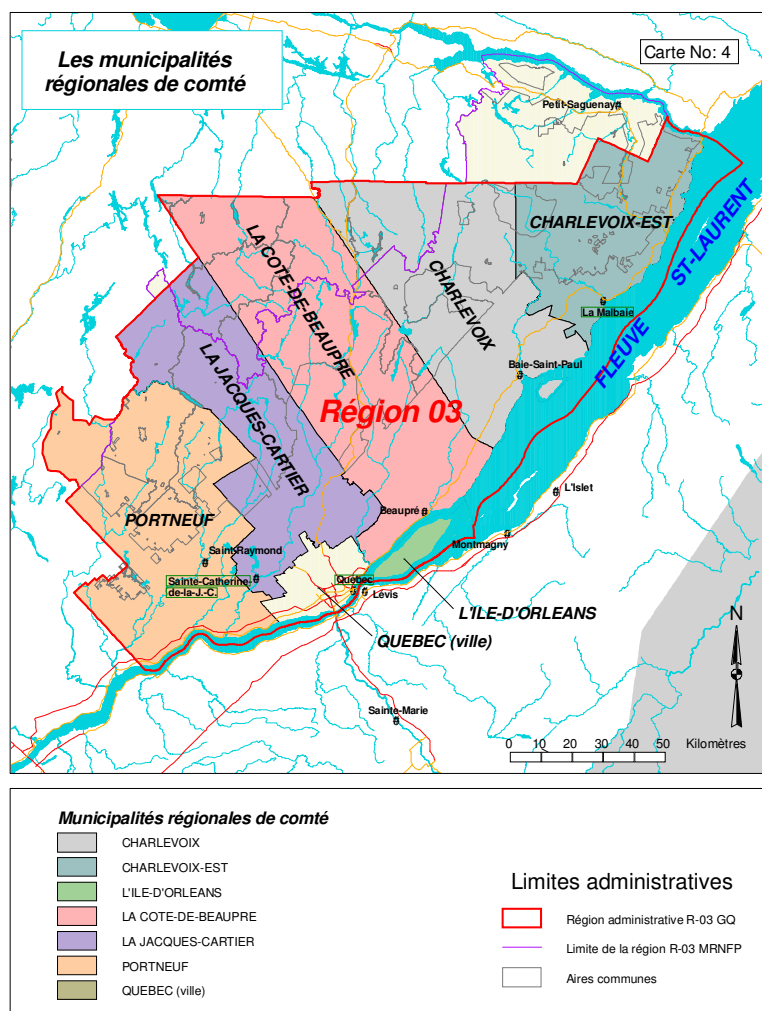 Les municipalités
régionales de comté
Carte No: 4
Petit-Saguenay
CHARLEVOIX-EST
LA COTE-DE-BEAUPRE
CHARLEVOIX
ST-LAURENT
FLEUVE
La Malbaie
LA JACQUES-CARTIER
Baie-Saint-Paul
Région 03
L'Islet
Beaupré
PORTNEUF
Montmagny
Saint-Raymond
Sainte-Catherine-
de-la-J.-C.
Québec
Lévis
L'ILE-D'ORLEANS
QUEBEC (ville)
N
Sainte-Marie
0 10 20 30 40 50 Kilomètres
Municipalités régionales de comté
CHARLEVOIX
CHARLEVOIX-EST
L'ILE-D'ORLEANS
LA COTE-DE-BEAUPRE
LA JACQUES-CARTIER
PORTNEUF
QUEBEC (ville)
Limites administratives
Région administrative R-03 GQ
Limite de la région R-03 MRNFP
Aires communes